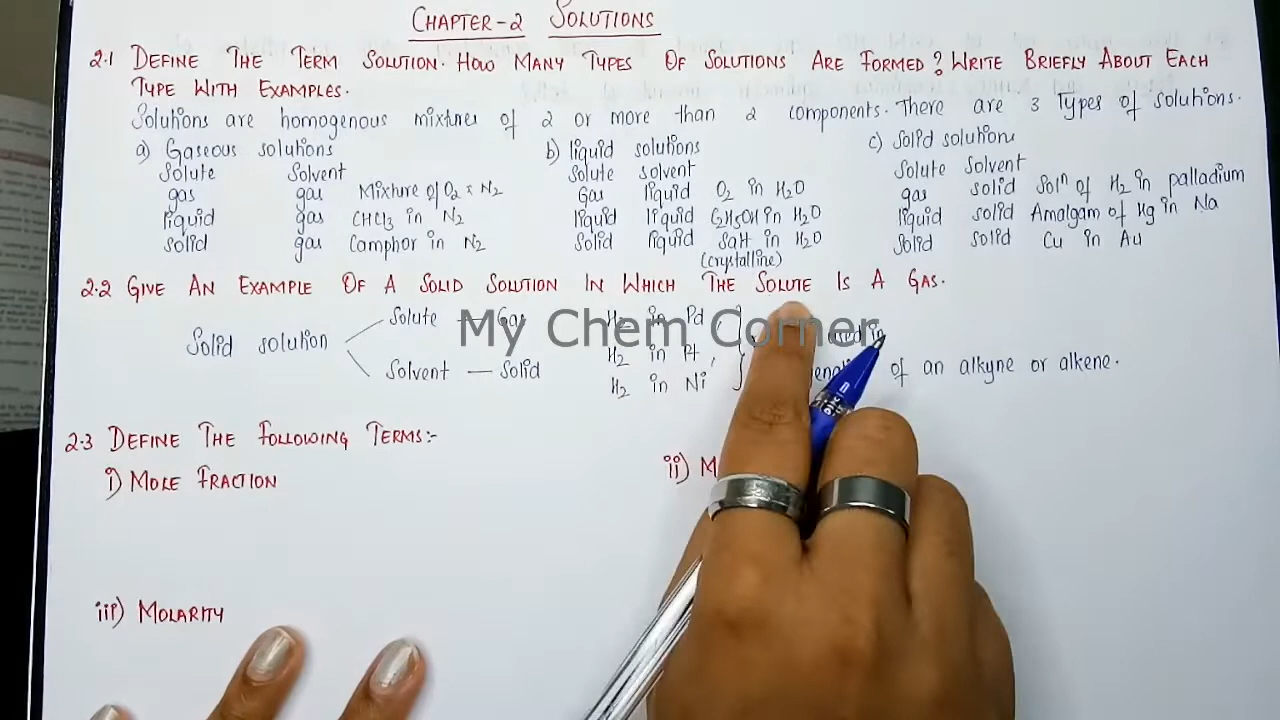 CHAPTER-2 SOLUTIONS
2.1 DEFINE THE TERM SOLUTION. HOW MANY TYPES OF SOLUTIONS ARE FORMED? WRITE BRIEFLY ABOUT EACH
TYPE WITH EXAMPLES.
Solutions are homogenous mixtures of 2 or more than 2 components. There are 3 Types of solutions.
a) Gaseous solutions
Solute Solvent
gas gas Mixture of O2 & N2
liquid gas CHCl3 in N2
solid gas Camphor in N2
b) liquid solutions
Solute solvent
Gas liquid O2 in H2O
liquid liquid C2H5OH in H2O
Solid liquid Salt in H2O
(crystalline)
c) Solid solutions
Solute Solvent
gas solid Solⁿ of H2 in palladium
liquid solid Amalgam of Hg in Na
Solid solid Cu in Au
2.2 GIVE AN EXAMPLE OF A SOLID SOLUTION IN WHICH THE SOLUTE IS A GAS.
Solid solution
Solute — Gas
Solvent — Solid
H2 in Pd,
H2 in Pt,
H2 in Ni
used in
of an alkyne or alkene.
My Chem Corner
2.3 DEFINE THE FOLLOWING TERMS:-
i) MOLE FRACTION
ii) M
iii) MOLARITY